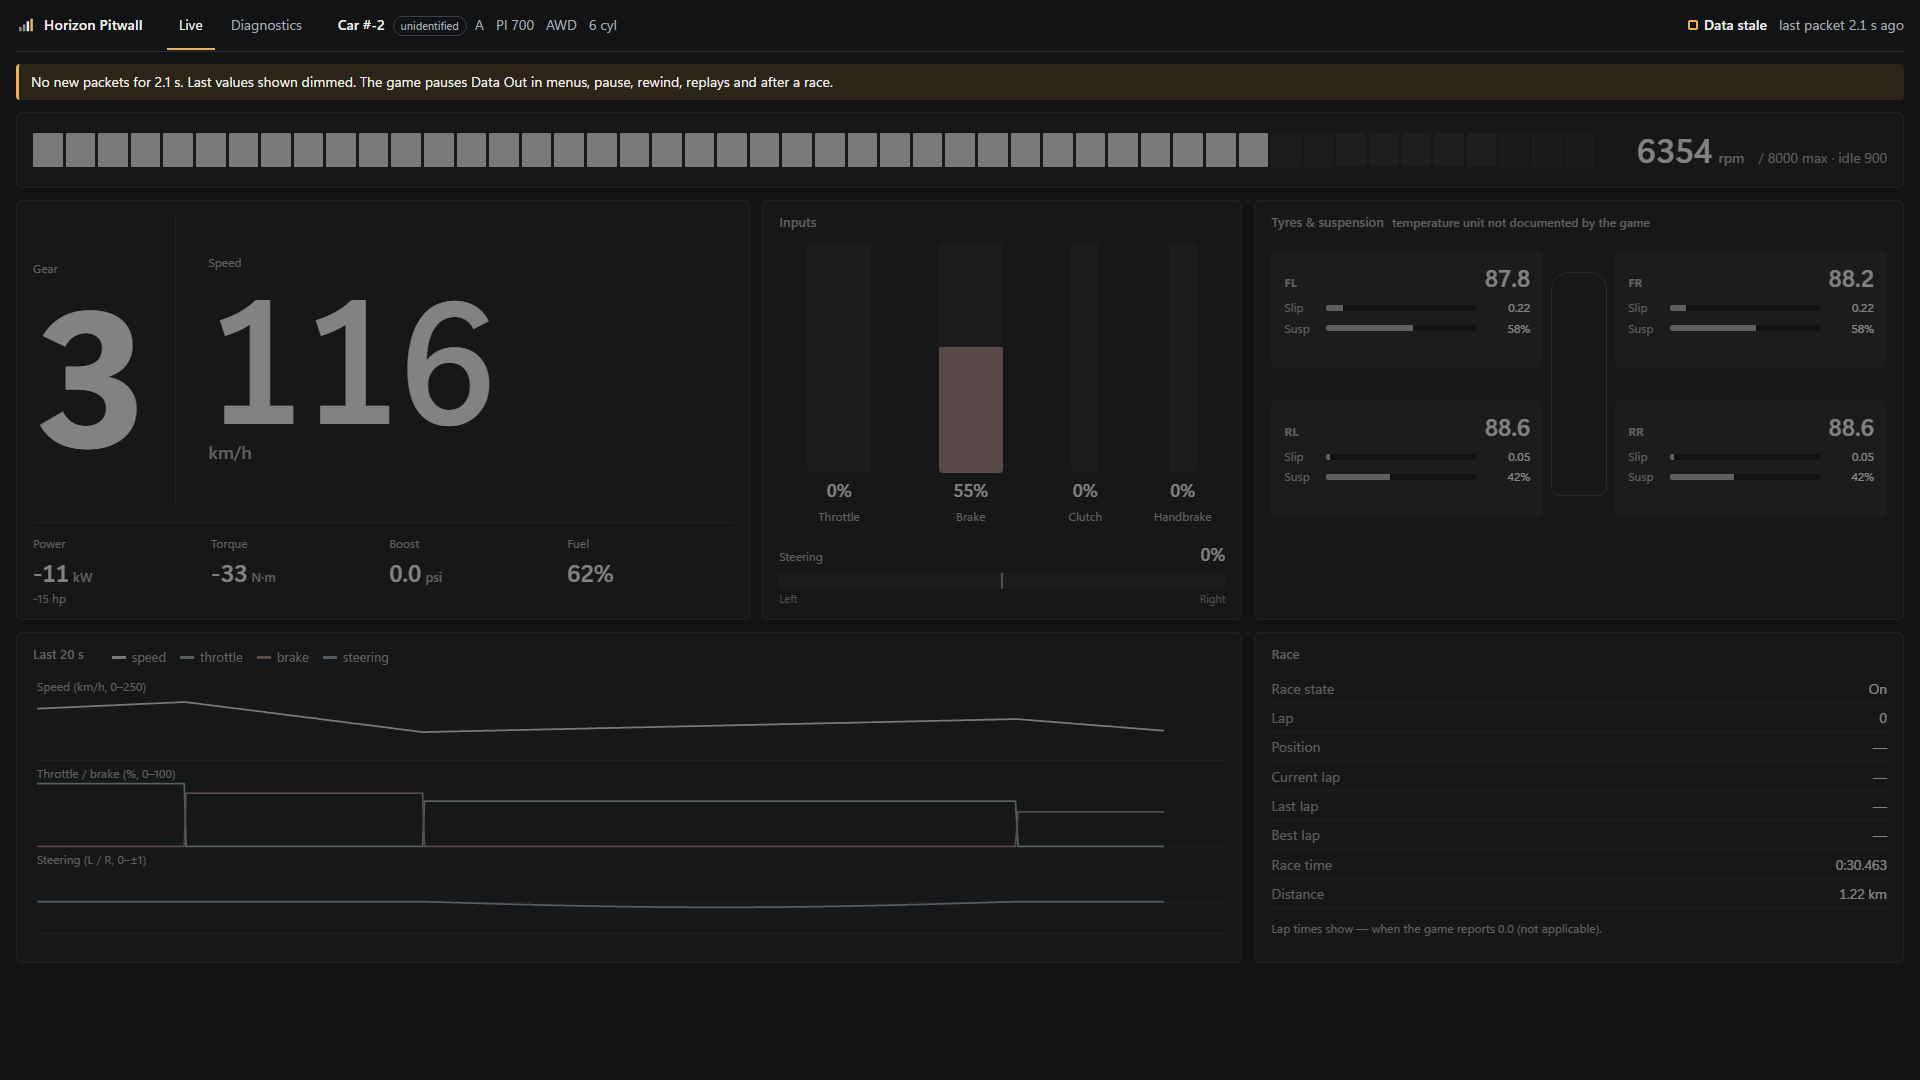 Horizon Pitwall Live Diagnostics Car #-2 unidentified A PI 700 AWD 6 cyl Data stale last packet 2.1 s ago
No new packets for 2.1 s. Last values shown dimmed. The game pauses Data Out in menus, pause, rewind, replays and after a race.
6354 rpm / 8000 max · idle 900
Gear
3
Speed
116
km/h
Power
-11 kW
-15 hp
Torque
-33 N·m
Boost
0.0 psi
Fuel
62%
Inputs
0% 55% 0% 0%
Throttle Brake Clutch Handbrake
Steering 0%
Left Right
Tyres & suspension temperature unit not documented by the game
FL 87.8
Slip 0.22
Susp 58%
FR 88.2
Slip 0.22
Susp 58%
RL 88.6
Slip 0.05
Susp 42%
RR 88.6
Slip 0.05
Susp 42%
Last 20 s speed throttle brake steering
Speed (km/h, 0–250)
Throttle / brake (%, 0–100)
Steering (L / R, 0–±1)
Race
Race state On
Lap 0
Position —
Current lap —
Last lap —
Best lap —
Race time 0:30.463
Distance 1.22 km
Lap times show — when the game reports 0.0 (not applicable).